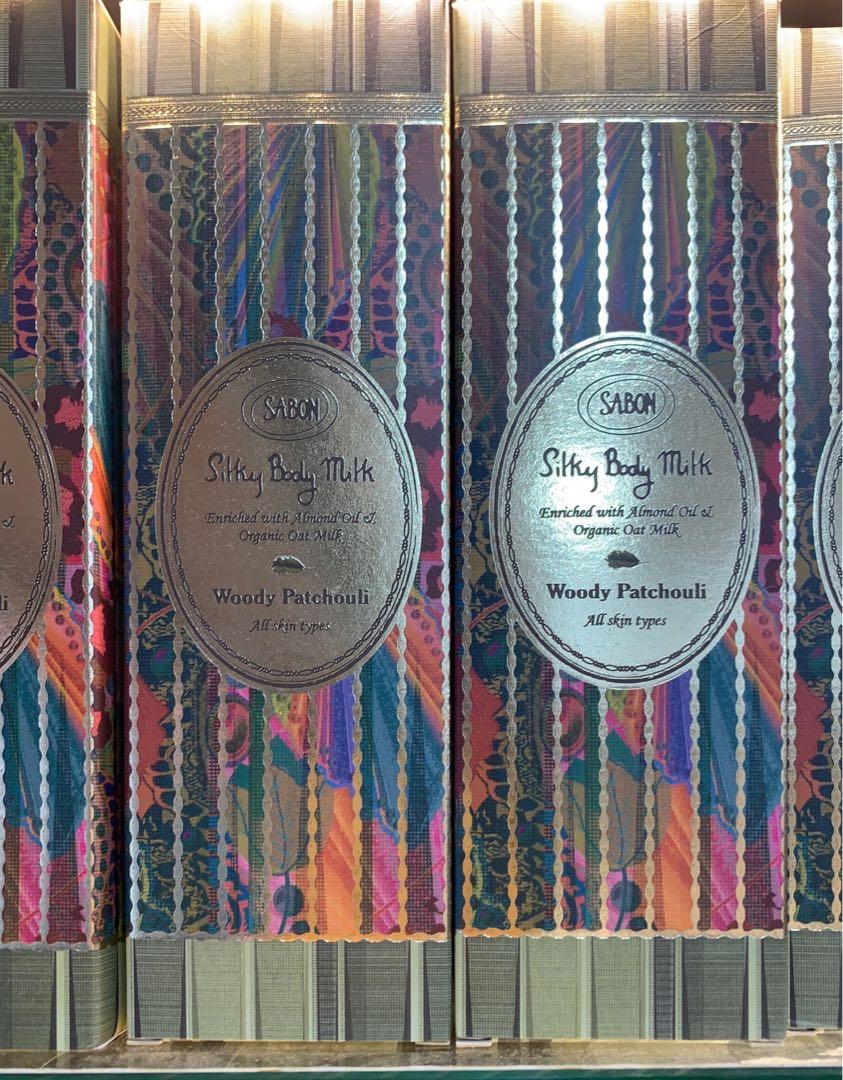 SABON
Silky Body Milk
Enriched with Almond Oil &
Organic Oat Milk
Woody Patchouli
All skin types
SABON
Silky Body Milk
Enriched with Almond Oil &
Organic Oat Milk
Woody Patchouli
All skin types